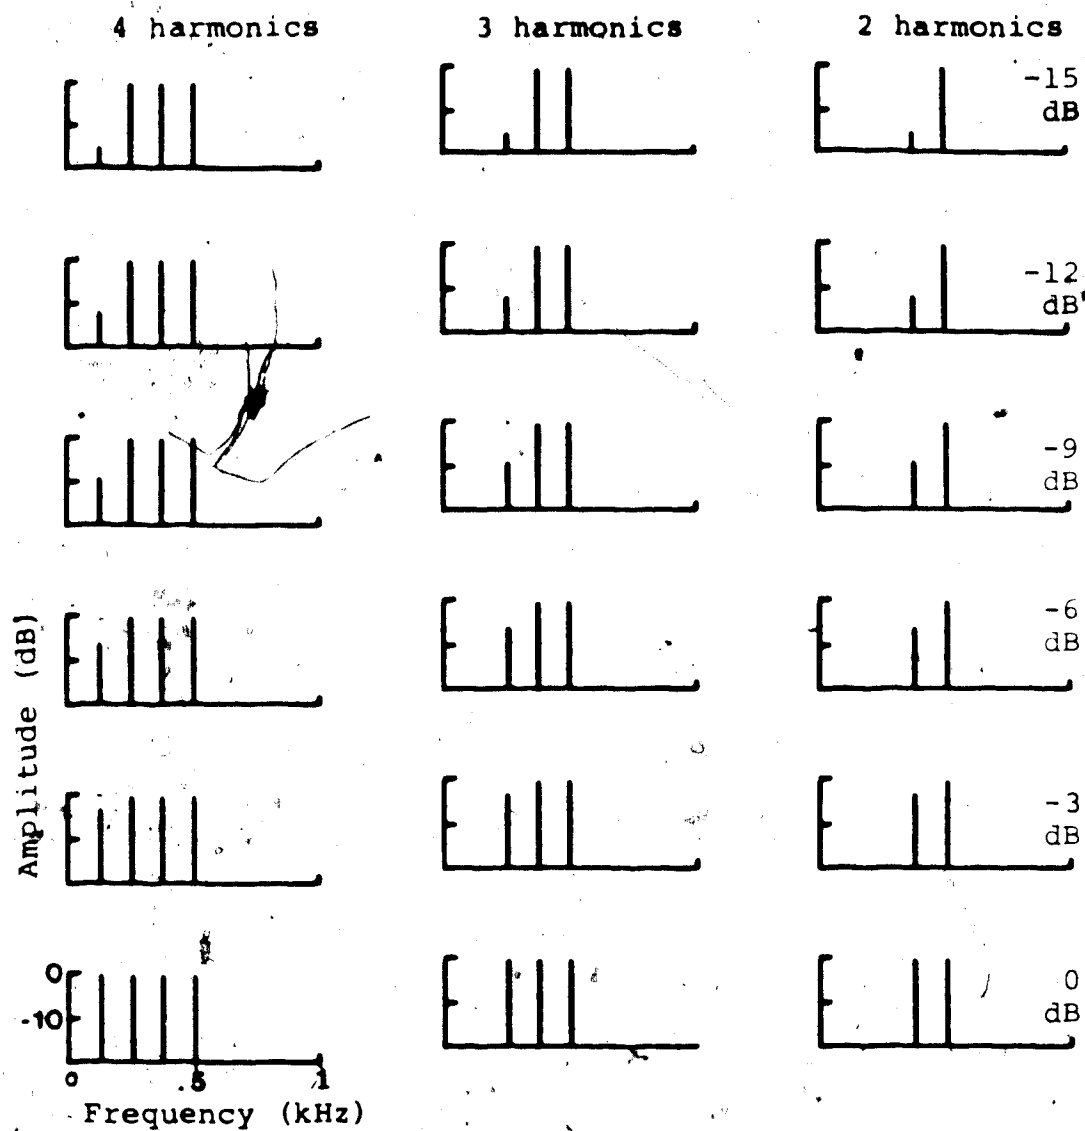 4 harmonics 3 harmonics 2 harmonics
-15
dB
-12
dB
-9
dB
-6
dB
-3
dB
0
dB
Amplitude (dB)
0
-10
0 .5 1
Frequency (kHz)